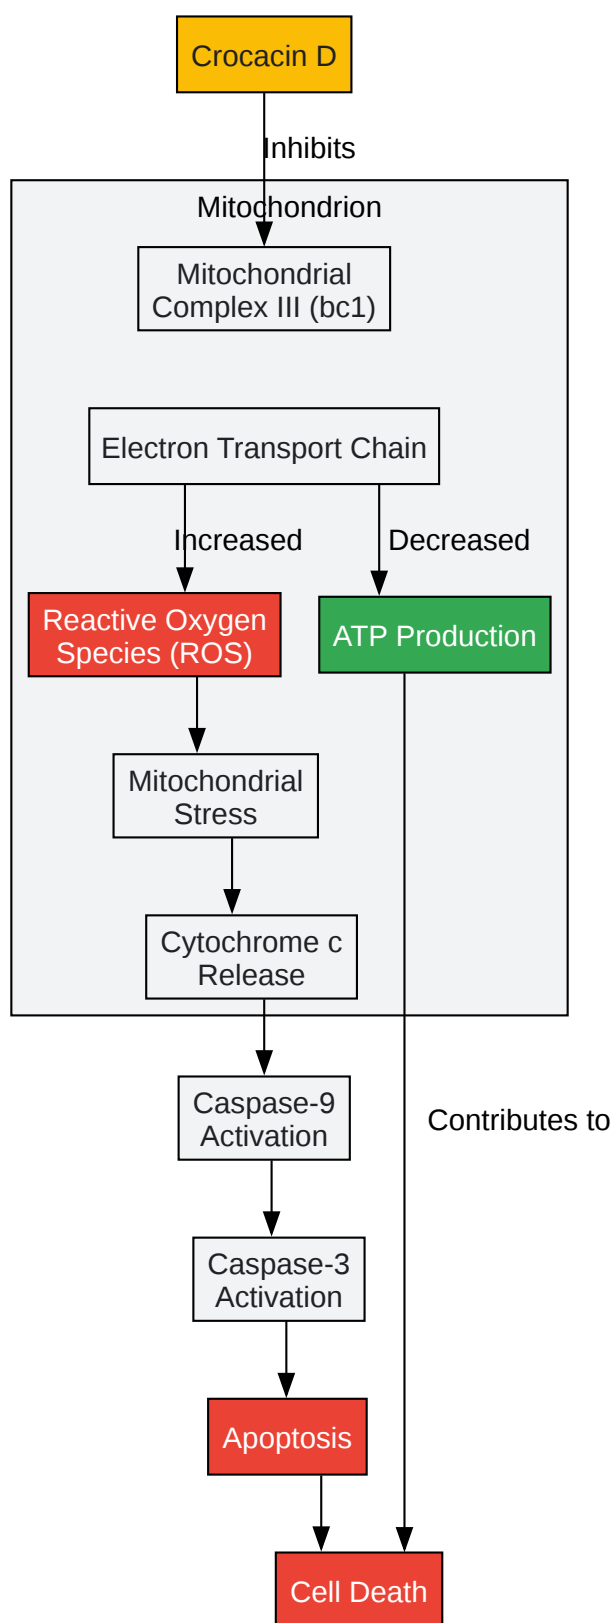 Crocacin D
Inhibits
Mitochondrion
Mitochondrial
Complex III (bc1)
Electron Transport Chain
Increased
Decreased
Reactive Oxygen
Species (ROS)
ATP Production
Mitochondrial
Stress
Cytochrome c
Release
Caspase-9
Activation
Contributes to
Caspase-3
Activation
Apoptosis
Cell Death